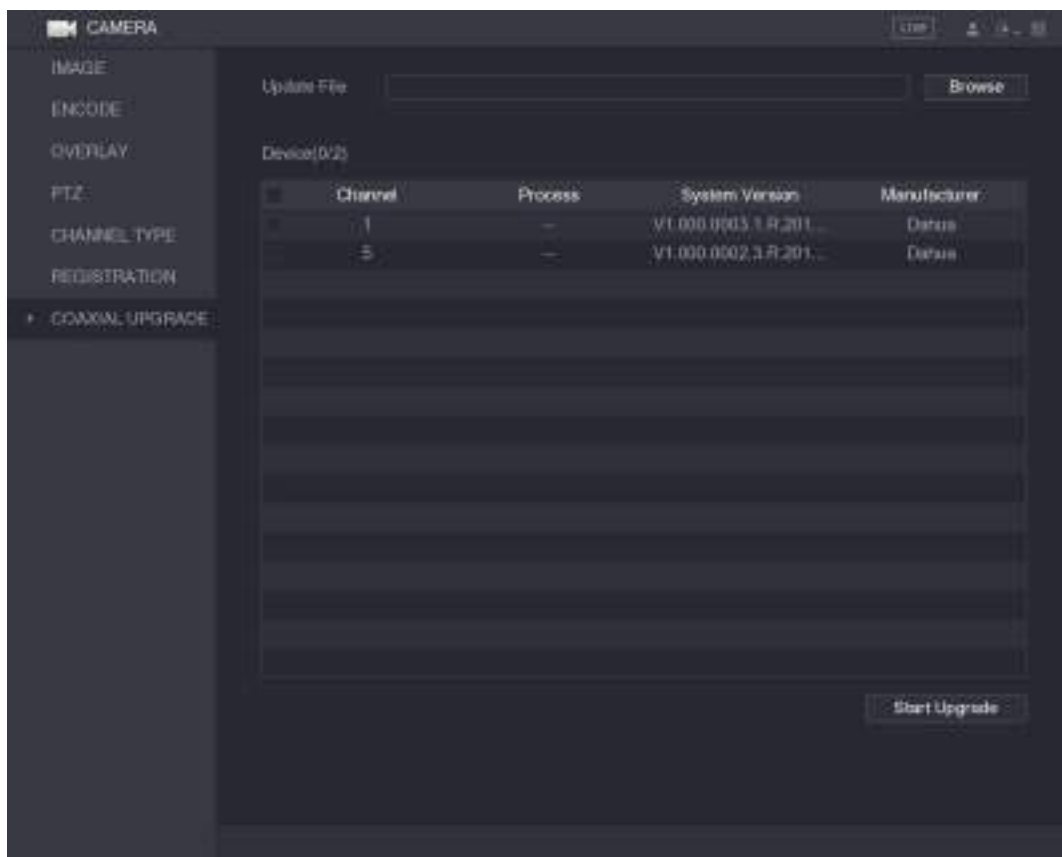 CAMERA
LIVE
IMAGE
ENCODE
OVERLAY
PTZ
CHANNEL TYPE
REGISTRATION
COAXIAL UPGRADE
Update File
Browse
Device(0/2)
Channel Process System Version Manufacturer
1 -- V1.000.0003.1.R.201... Dahua
5 -- V1.000.0002.3.R.201... Dahua
Start Upgrade